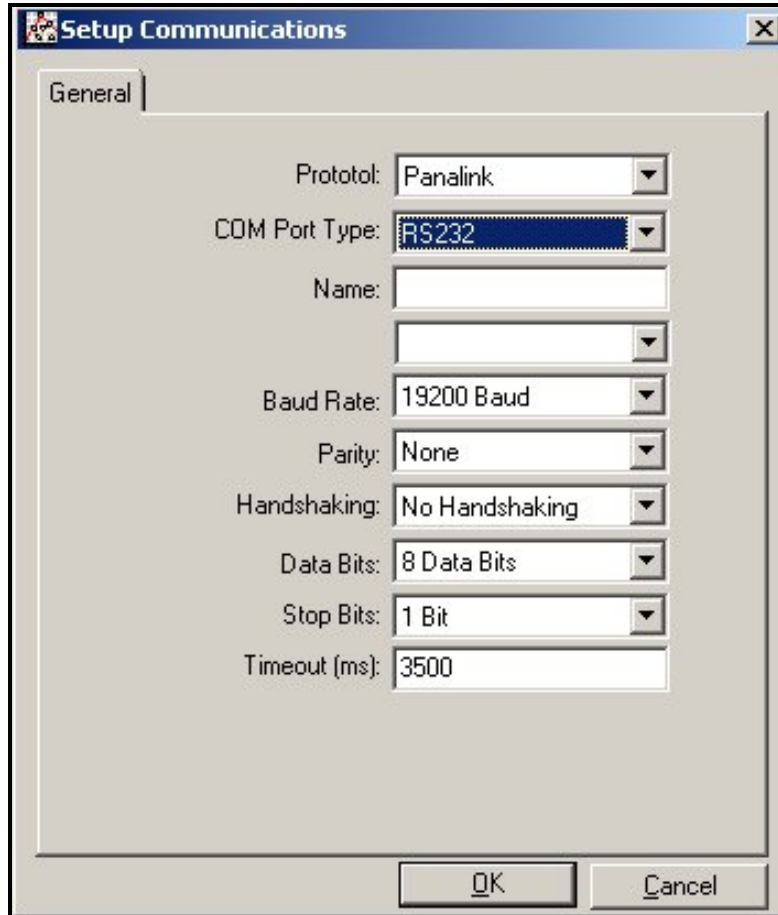 Setup Communications
General
Prototol: Panalink
COM Port Type: RS232
Name:
Baud Rate: 19200 Baud
Parity: None
Handshaking: No Handshaking
Data Bits: 8 Data Bits
Stop Bits: 1 Bit
Timeout (ms): 3500
OK Cancel